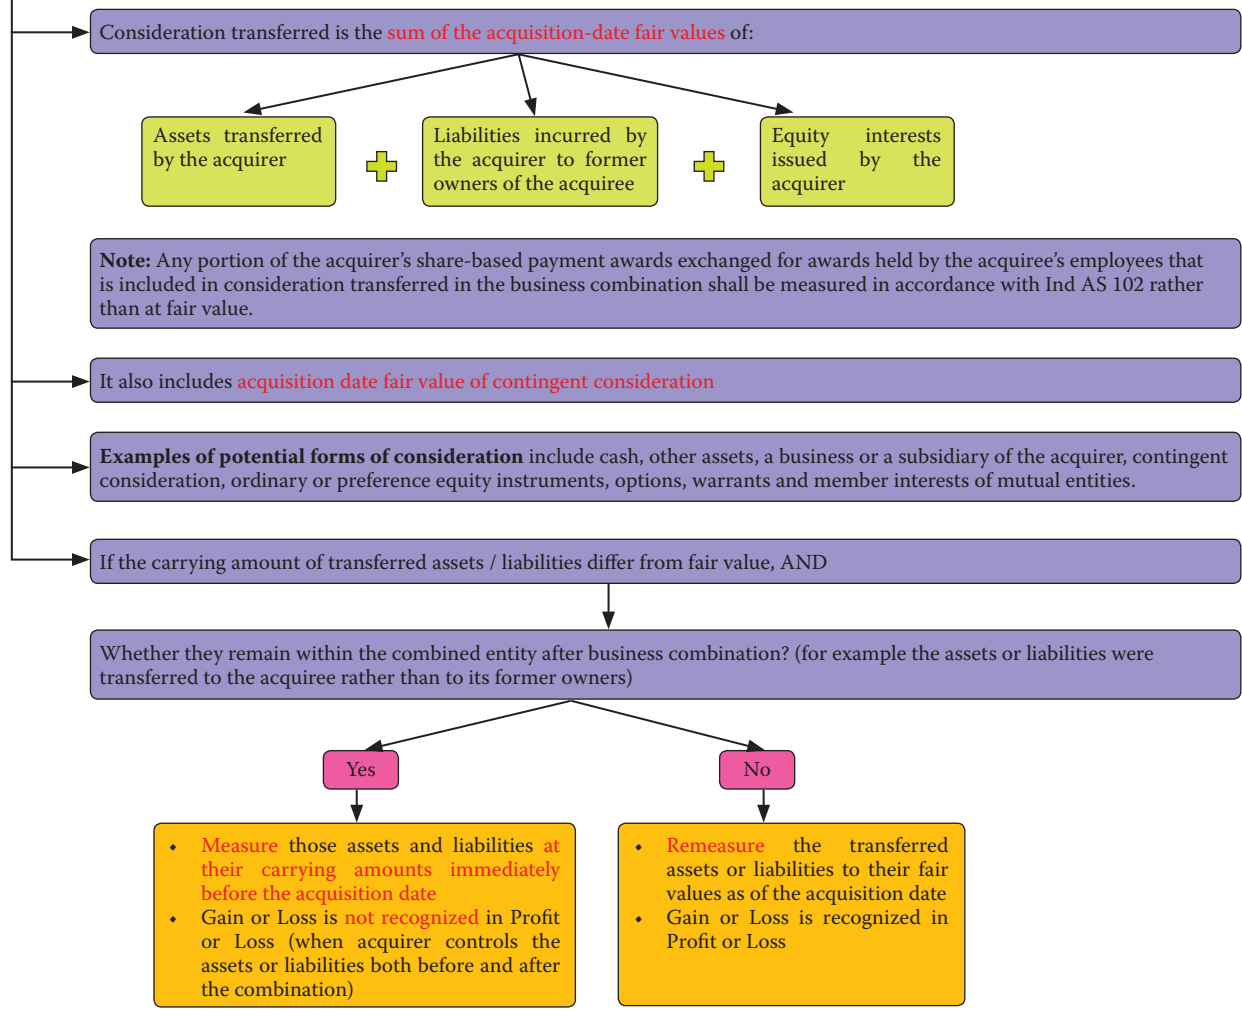 Consideration transferred is the sum of the acquisition-date fair values of:
Assets transferred
by the acquirer
Liabilities incurred by
the acquirer to former
owners of the acquiree
Equity interests
issued by the
acquirer
Note: Any portion of the acquirer’s share-based payment awards exchanged for awards held by the acquiree’s employees that
is included in consideration transferred in the business combination shall be measured in accordance with Ind AS 102 rather
than at fair value.
It also includes acquisition date fair value of contingent consideration
Examples of potential forms of consideration include cash, other assets, a business or a subsidiary of the acquirer, contingent
consideration, ordinary or preference equity instruments, options, warrants and member interests of mutual entities.
If the carrying amount of transferred assets / liabilities differ from fair value, AND
Whether they remain within the combined entity after business combination? (for example the assets or liabilities were
transferred to the acquiree rather than to its former owners)
Yes
No
• Measure those assets and liabilities at
their carrying amounts immediately
before the acquisition date
• Gain or Loss is not recognized in Profit
or Loss (when acquirer controls the
assets or liabilities both before and after
the combination)
• Remeasure the transferred
assets or liabilities to their fair
values as of the acquisition date
• Gain or Loss is recognized in
Profit or Loss